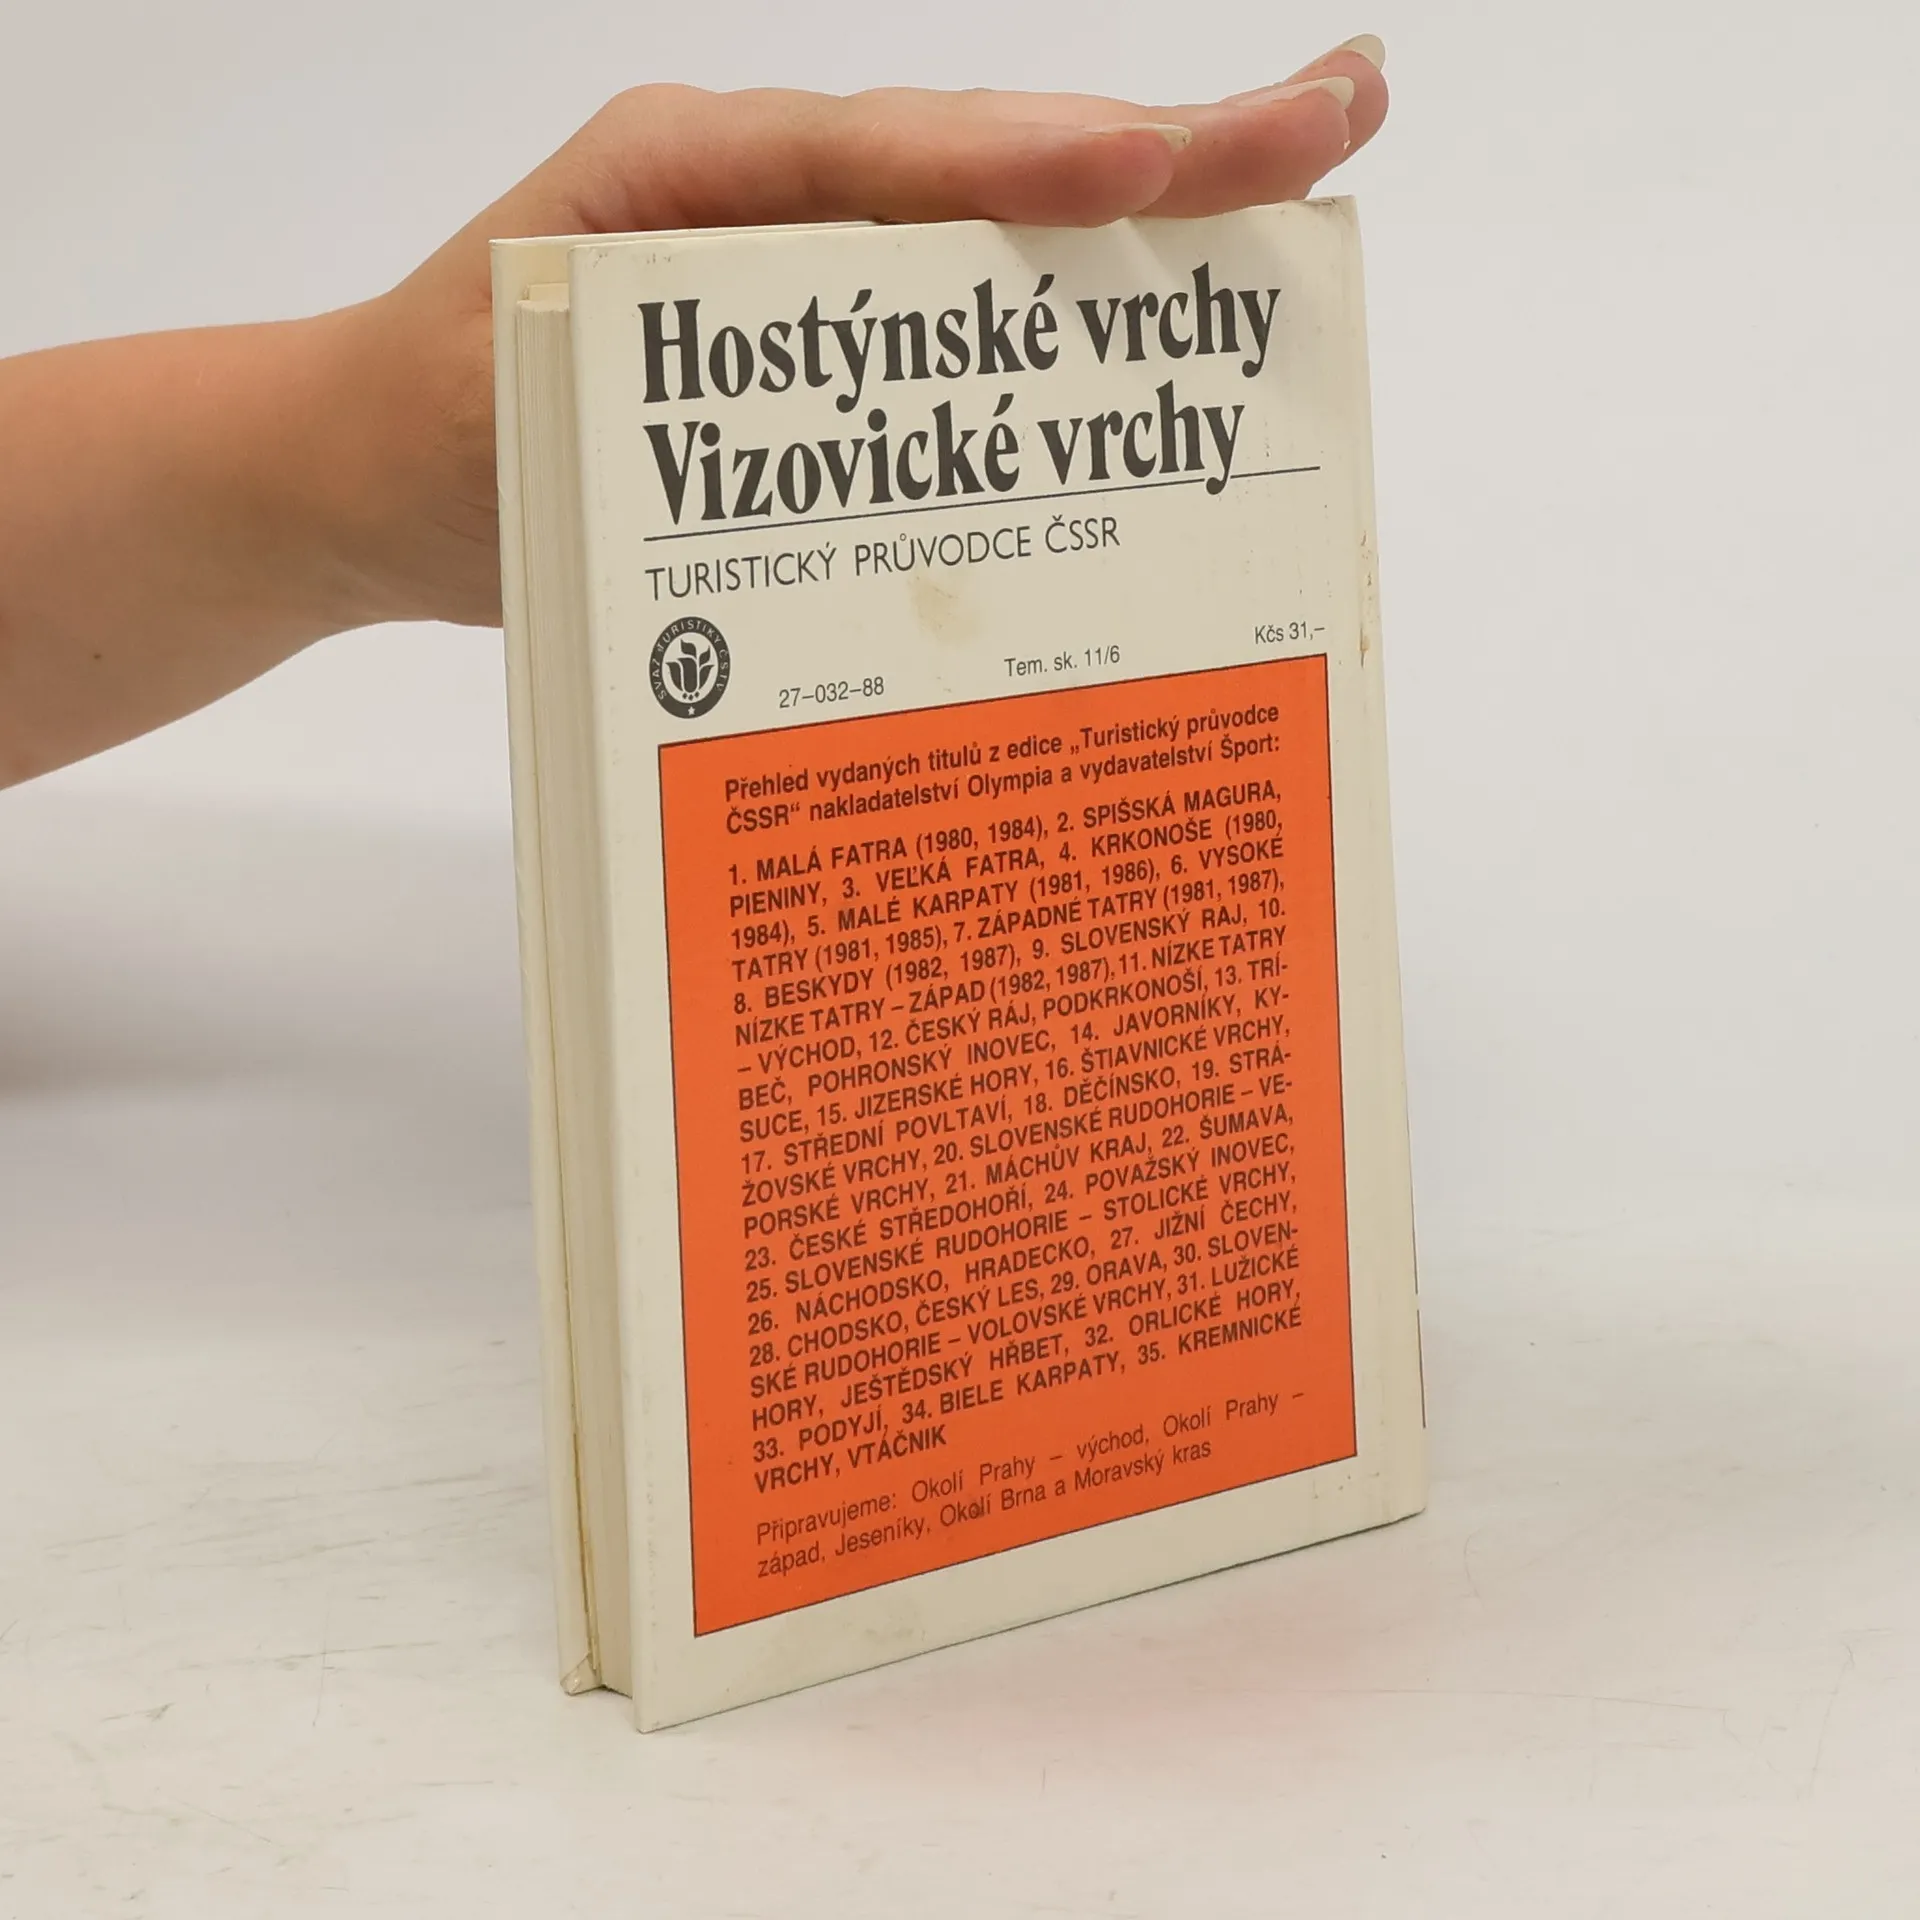 Hostýnské vrchy
Vizovické vrchy
TURISTICKÝ PRŮVODCE ČSSR
SVAZ TURISTIKY ČSTV
27–032–88
Tem. sk. 11/6
Kčs 31,–
Přehled vydaných titulů z edice „Turistický průvodce
ČSSR“ nakladatelství Olympia a vydavatelství Šport:
1. MALÁ FATRA (1980, 1984), 2. SPIŠSKÁ MAGURA,
PIENINY, 3. VEĽKÁ FATRA, 4. KRKONOŠE (1980,
1984), 5. MALÉ KARPATY (1981, 1986), 6. VYSOKÉ
TATRY (1981, 1985), 7. ZÁPADNÉ TATRY (1981, 1987),
8. BESKYDY (1982, 1987), 9. SLOVENSKÝ RAJ, 10.
NÍZKE TATRY – ZÁPAD (1982, 1987), 11. NÍZKE TATRY
– VÝCHOD, 12. ČESKÝ RÁJ, PODKRKONOŠÍ, 13. TRÍ-
BEČ, POHRONSKÝ INOVEC, 14. JAVORNÍKY, KY-
SUCE, 15. JIZERSKÉ HORY, 16. ŠTIAVNICKÉ VRCHY,
17. STŘEDNÍ POVLTAVÍ, 18. DĚČÍNSKO, 19. STRÁ-
ŽOVSKÉ VRCHY, 20. SLOVENSKÉ RUDOHORIE – VE-
PORSKÉ VRCHY, 21. MÁCHŮV KRAJ, 22. ŠUMAVA,
23. ČESKÉ STŘEDOHOŘÍ, 24. POVAŽSKÝ INOVEC,
25. SLOVENSKÉ RUDOHORIE – STOLICKÉ VRCHY,
26. NÁCHODSKO, HRADECKO, 27. JIŽNÍ ČECHY,
28. CHODSKO, ČESKÝ LES, 29. ORAVA, 30. SLOVEN-
SKÉ RUDOHORIE – VOLOVSKÉ VRCHY, 31. LUŽICKÉ
HORY, JEŠTĚDSKÝ HŘBET, 32. ORLICKÉ HORY,
33. PODYJÍ, 34. BIELE KARPATY, 35. KREMNICKÉ
VRCHY, VTÁČNIK
Připravujeme: Okolí Prahy – východ, Okolí Prahy –
západ, Jeseníky, Okolí Brna a Moravský kras